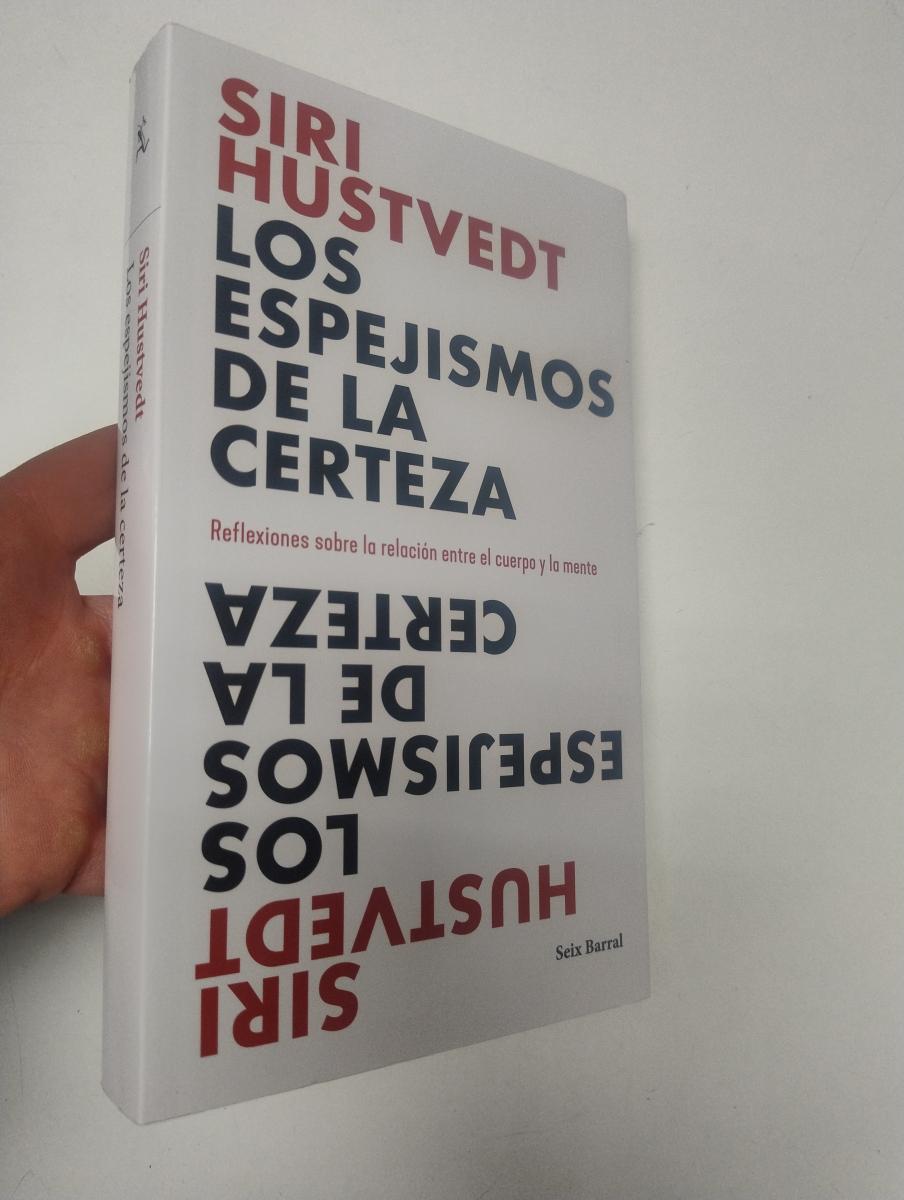 SIRI
HUSTVEDT
LOS
ESPEJISMOS
DE LA
CERTEZA
Reflexiones sobre la relación entre el cuerpo y la mente
CERTEZA
DE LA
ESPEJISMOS
LOS
HUSTVEDT
SIRI
Seix Barral
Siri Hustvedt
Los espejismos de la certeza